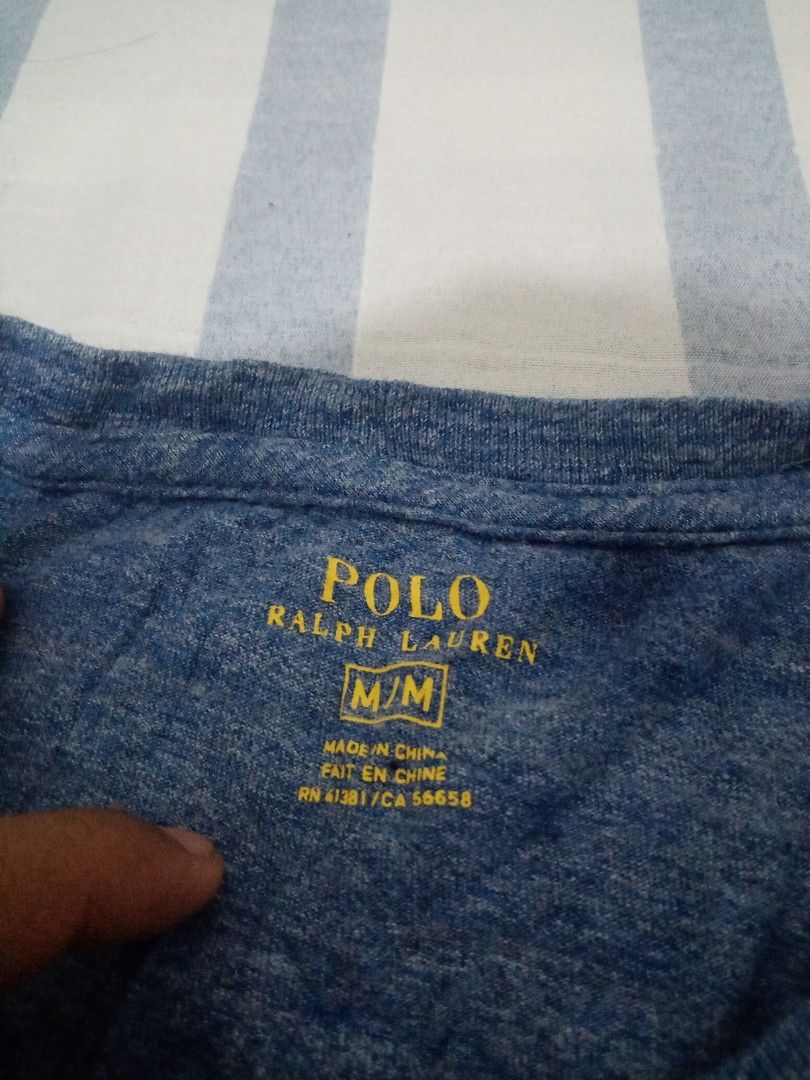 POLO
RALPH LAUREN
M/M
MADE IN CHINA
FAIT EN CHINE
RN 41381/CA 56658